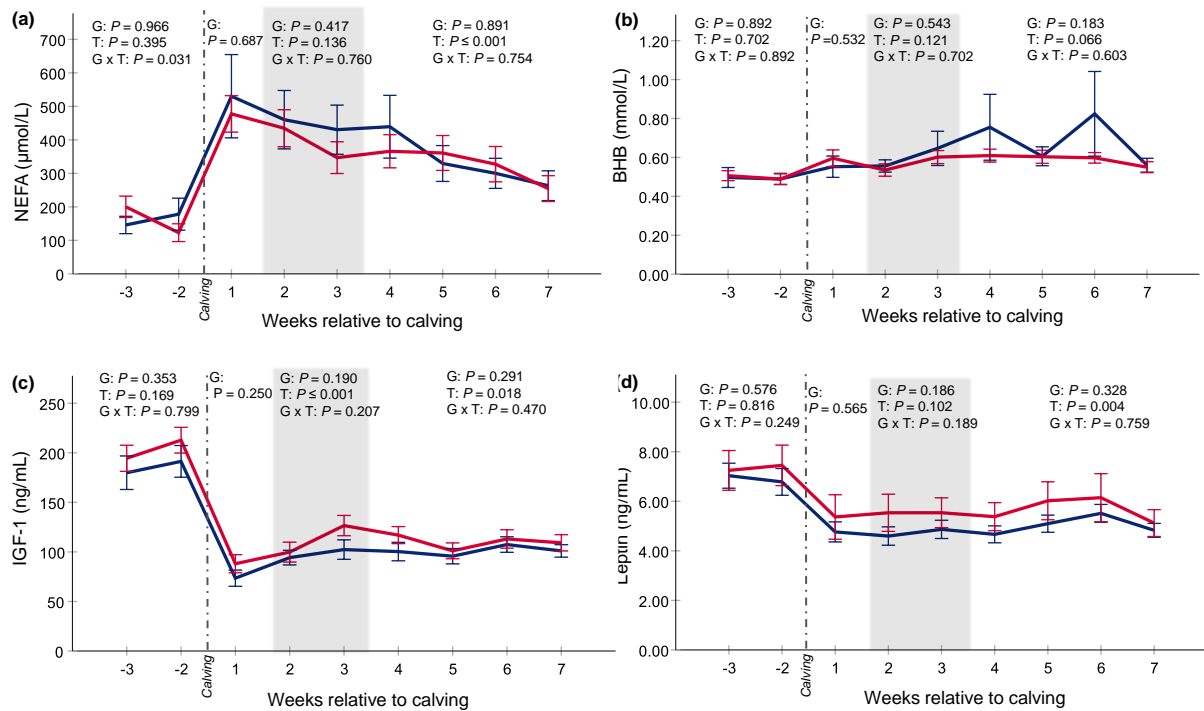 (a)
G: P = 0.966
T: P = 0.395
G x T: P = 0.031
G:
P = 0.687
G: P = 0.417
T: P = 0.136
G x T: P = 0.760
G: P = 0.891
T: P ≤ 0.001
G x T: P = 0.754
NEFA (µmol/L)
700
600
500
400
300
200
100
0
-3 -2 1 2 3 4 5 6 7
Calving
Weeks relative to calving
(b)
G: P = 0.892
T: P = 0.702
G x T: P = 0.892
G:
P =0.532
G: P = 0.543
T: P = 0.121
G x T: P = 0.702
G: P = 0.183
T: P = 0.066
G x T: P = 0.603
BHB (mmol/L)
1.20
1.00
0.80
0.60
0.40
0.20
0.00
-3 -2 1 2 3 4 5 6 7
Calving
Weeks relative to calving
(c)
G: P = 0.353
T: P = 0.169
G x T: P = 0.799
G:
P = 0.250
G: P = 0.190
T: P ≤ 0.001
G x T: P = 0.207
G: P = 0.291
T: P = 0.018
G x T: P = 0.470
IGF-1 (ng/mL)
250
200
150
100
50
0
-3 -2 1 2 3 4 5 6 7
Calving
Weeks relative to calving
(d)
G: P = 0.576
T: P = 0.816
G x T: P = 0.249
G:
P = 0.565
G: P = 0.186
T: P = 0.102
G x T: P = 0.189
G: P = 0.328
T: P = 0.004
G x T: P = 0.759
Leptin (ng/mL)
10.00
8.00
6.00
4.00
2.00
0.00
-3 -2 1 2 3 4 5 6 7
Calving
Weeks relative to calving